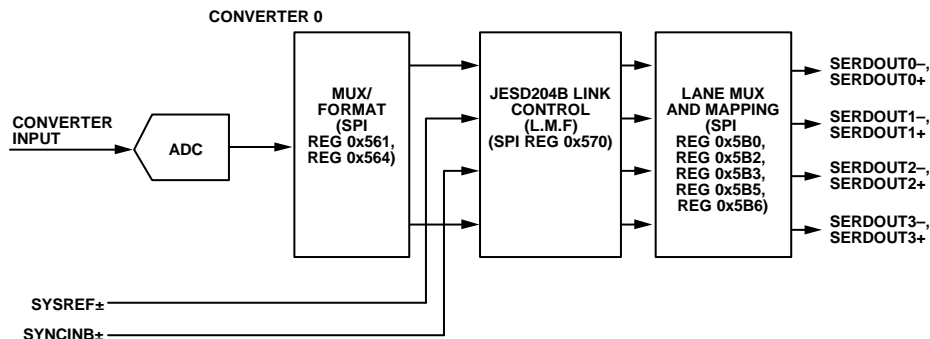 CONVERTER 0
CONVERTER
INPUT
ADC
MUX/
FORMAT
(SPI
REG 0x561,
REG 0x564)
JESD204B LINK
CONTROL
(L.M.F)
(SPI REG 0x570)
LANE MUX
AND MAPPING
(SPI
REG 0x5B0,
REG 0x5B2,
REG 0x5B3,
REG 0x5B5,
REG 0x5B6)
SERDOUT0–,
SERDOUT0+
SERDOUT1–,
SERDOUT1+
SERDOUT2–,
SERDOUT2+
SERDOUT3–,
SERDOUT3+
SYSREF±
SYNCINB±